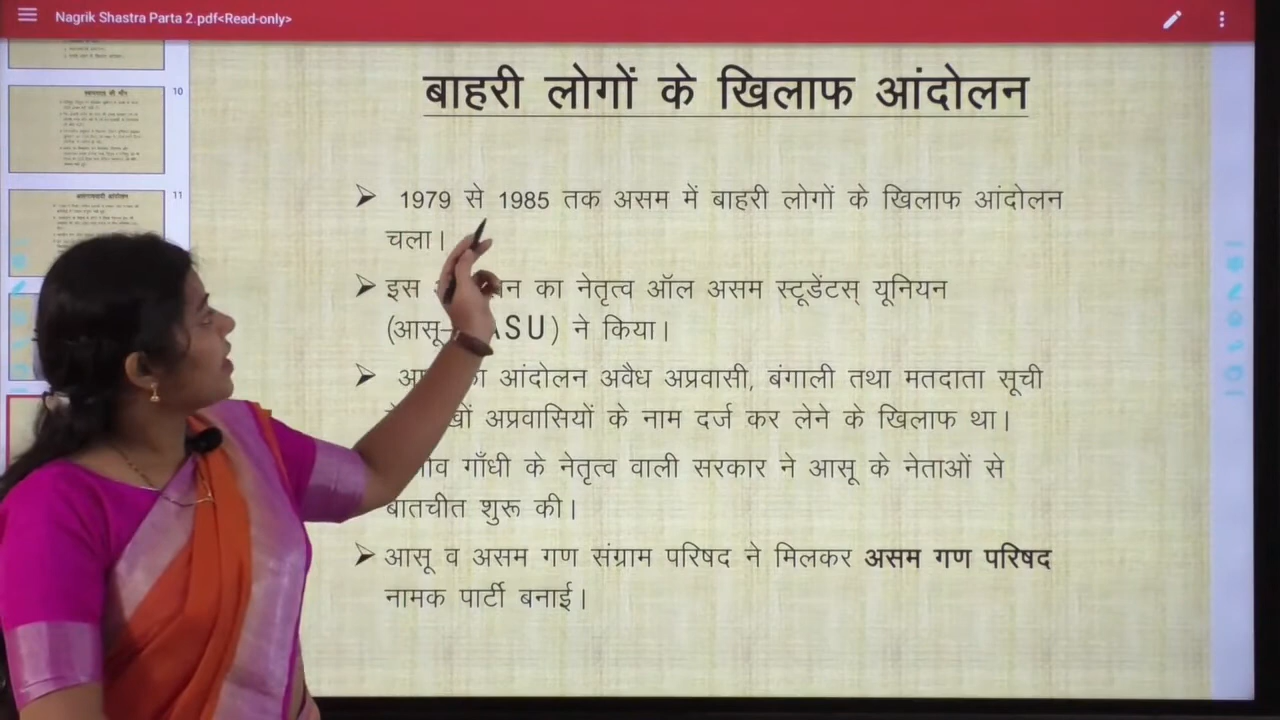 Nagrik Shastra Parta 2.pdf<Read-only>
10
11
बाहरी लोगों के खिलाफ आंदोलन
➤ 1979 से 1985 तक असम में बाहरी लोगों के खिलाफ आंदोलन
चला।
➤ इस का नेतृत्व ऑल असम स्टूडेंटस् यूनियन
(आसू- ASU) ने किया।
➤ आंदोलन अवैध अप्रवासी, बंगाली तथा मतदाता सूची
अप्रवासियों के नाम दर्ज कर लेने के खिलाफ था।
गाँधी के नेतृत्व वाली सरकार ने आसू के नेताओं से
बातचीत शुरू की।
➤ आसू व असम गण संग्राम परिषद ने मिलकर असम गण परिषद
नामक पार्टी बनाई।